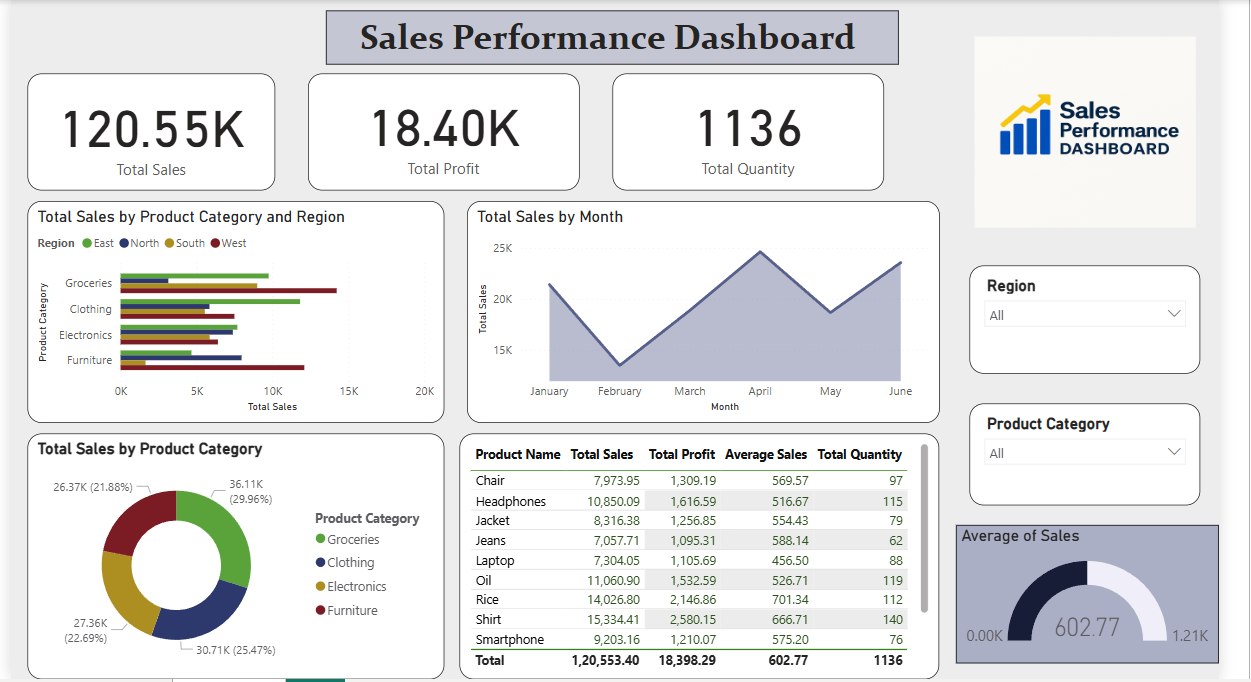 Sales Performance Dashboard
120.55K
Total Sales
18.40K
Total Profit
1136
Total Quantity
Sales
Performance
DASHBOARD
Total Sales by Product Category and Region
Region East North South West
Product Category
Groceries
Clothing
Electronics
Furniture
0K 5K 10K 15K 20K
Total Sales
Total Sales by Month
Total Sales
25K
20K
15K
January February March April May June
Month
Region
All
Product Category
All
Total Sales by Product Category
26.37K (21.88%)
36.11K
(29.96%)
27.36K
(22.69%)
30.71K (25.47%)
Product Category
Groceries
Clothing
Electronics
Furniture
Product Name Total Sales Total Profit Average Sales Total Quantity
Chair 7,973.95 1,309.19 569.57 97
Headphones 10,850.09 1,616.59 516.67 115
Jacket 8,316.38 1,256.85 554.43 79
Jeans 7,057.71 1,095.31 588.14 62
Laptop 7,304.05 1,105.69 456.50 88
Oil 11,060.90 1,532.59 526.71 119
Rice 14,026.80 2,146.86 701.34 112
Shirt 15,334.41 2,580.15 666.71 140
Smartphone 9,203.16 1,210.07 575.20 76
Total 1,20,553.40 18,398.29 602.77 1136
Average of Sales
0.00K 602.77 1.21K